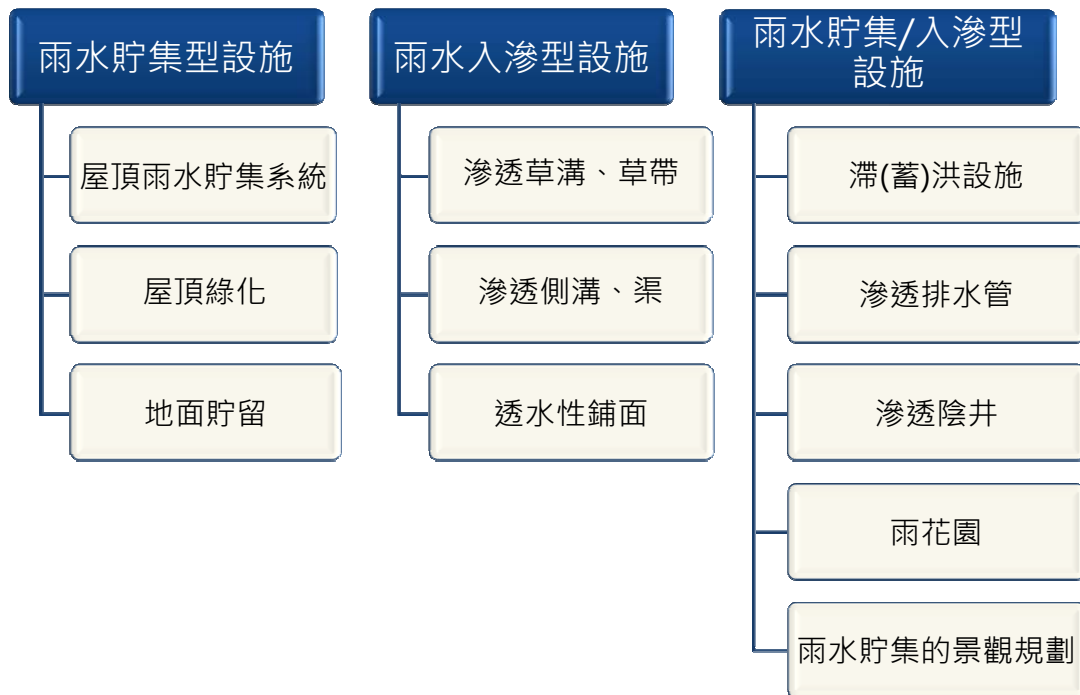 雨水貯集型設施
屋頂雨水貯集系統
屋頂綠化
地面貯留
雨水入滲型設施
滲透草溝、草帶
滲透側溝、渠
透水性鋪面
雨水貯集/入滲型
設施
滯(蓄)洪設施
滲透排水管
滲透陰井
雨花園
雨水貯集的景觀規劃